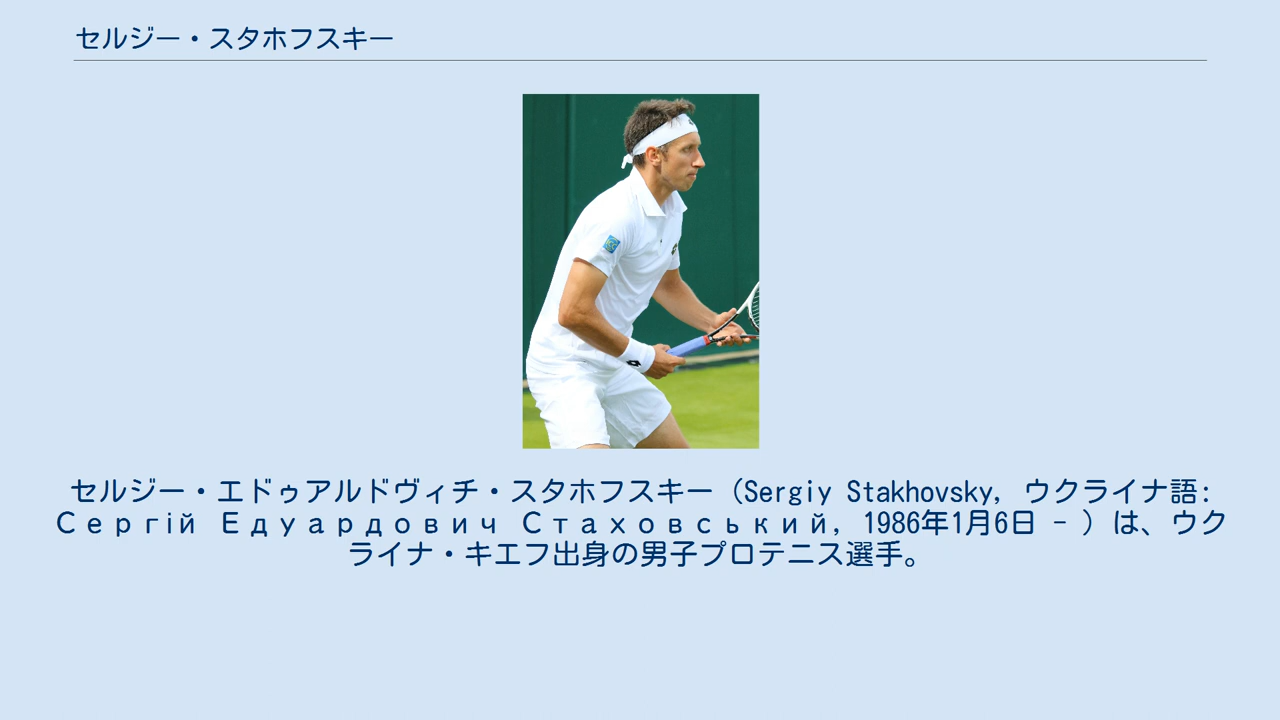 セルジー・スタホフスキー
セルジー・エドゥアルドヴィチ・スタホフスキー（Sergiy Stakhovsky, ウクライナ語:
Сергій Едуардович Стаховський, 1986年1月6日 - ）は、ウク
ライナ・キエフ出身の男子プロテニス選手。